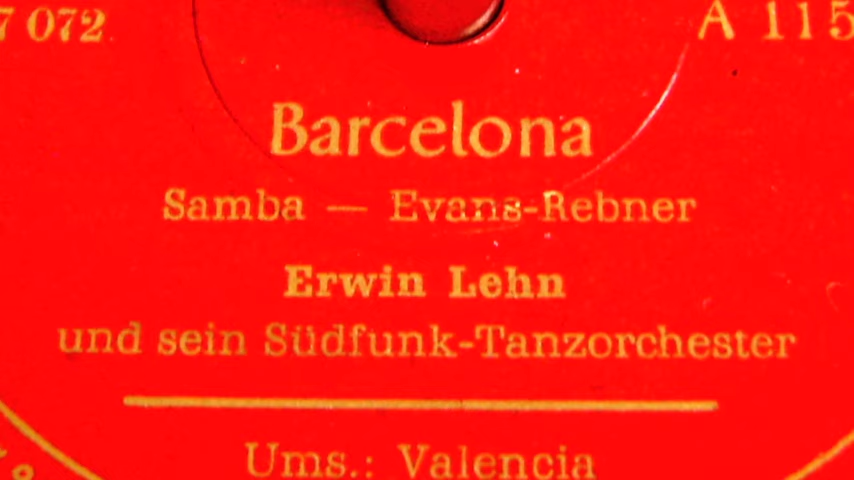 7 072 A 115
Barcelona
Samba — Evans-Rebner
Erwin Lehn
und sein Südfunk-Tanzorchester
Ums.: Valencia